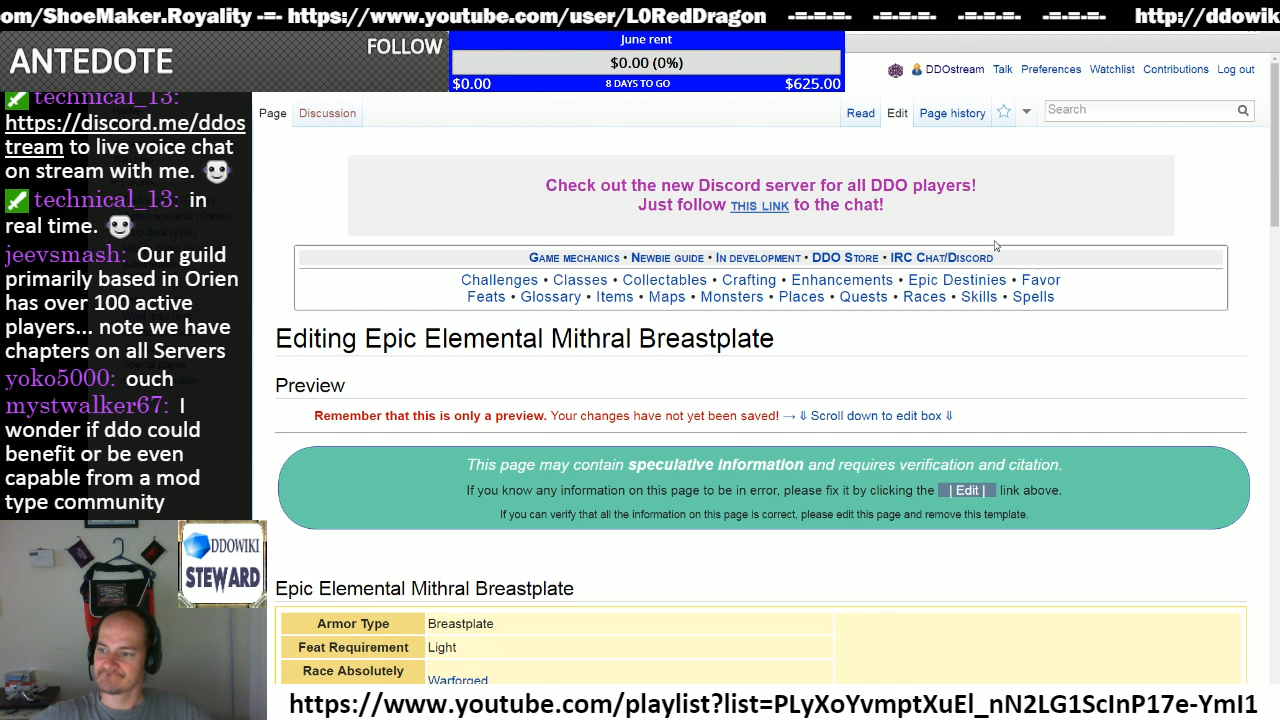 om/ShoeMaker.Royality -=- https://www.youtube.com/user/L0RedDragon -=-=-=- -=-=-=- -=-=-=- -=-=-=- http://ddowik
ANTEDOTE
FOLLOW
June rent
$0.00 (0%)
$0.00 8 DAYS TO GO $625.00
DDOstream Talk Preferences Watchlist Contributions Log out
Page Discussion Read Edit Page history Search
technical_13:
https://discord.me/ddos
tream to live voice chat
on stream with me.
technical_13: in
real time.
jeevsmash: Our guild
primarily based in Orien
has over 100 active
players... note we have
chapters on all Servers
yoko5000: ouch
mystwalker67: I
wonder if ddo could
benefit or be even
capable from a mod
type community
DDOWIKI
STEWARD
Check out the new Discord server for all DDO players!
Just follow THIS LINK to the chat!
GAME MECHANICS • NEWBIE GUIDE • IN DEVELOPMENT • DDO STORE • IRC CHAT/DISCORD
Challenges • Classes • Collectables • Crafting • Enhancements • Epic Destinies • Favor
Feats • Glossary • Items • Maps • Monsters • Places • Quests • Races • Skills • Spells
Editing Epic Elemental Mithral Breastplate
Preview
Remember that this is only a preview. Your changes have not yet been saved! → ⇓ Scroll down to edit box ⇓
This page may contain speculative information and requires verification and citation.
If you know any information on this page to be in error, please fix it by clicking the | Edit | link above.
If you can verify that all the information on this page is correct, please edit this page and remove this template.
Epic Elemental Mithral Breastplate
Armor Type Breastplate
Feat Requirement Light
Race Absolutely
Warforged
https://www.youtube.com/playlist?list=PLyXoYvmptXuEl_nN2LG1ScInP17e-YmI1